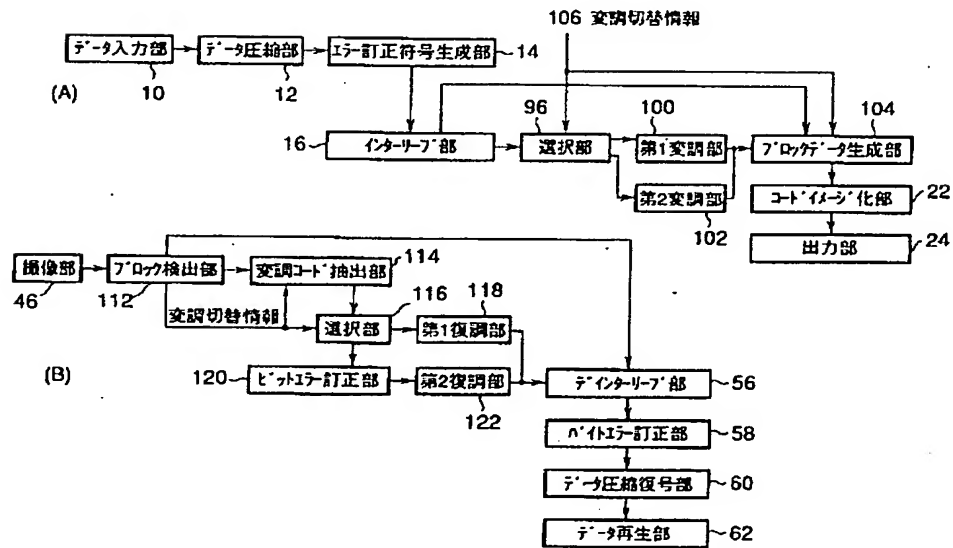 106 変調切替情報
データ入力部
データ圧縮部
エラー訂正符号生成部
14
10
12
(A)
96
100
104
16
インターリーブ部
選択部
第1変調部
ブロックデータ生成部
第2変調部
102
コードイメージ化部
22
出力部
24
撮像部
ブロック検出部
変調コード抽出部
114
46
112
変調切替情報
116
118
選択部
第1復調部
(B)
120
ビットエラー訂正部
第2復調部
122
デインターリーブ部
56
バイトエラー訂正部
58
データ圧縮復号部
60
データ再生部
62